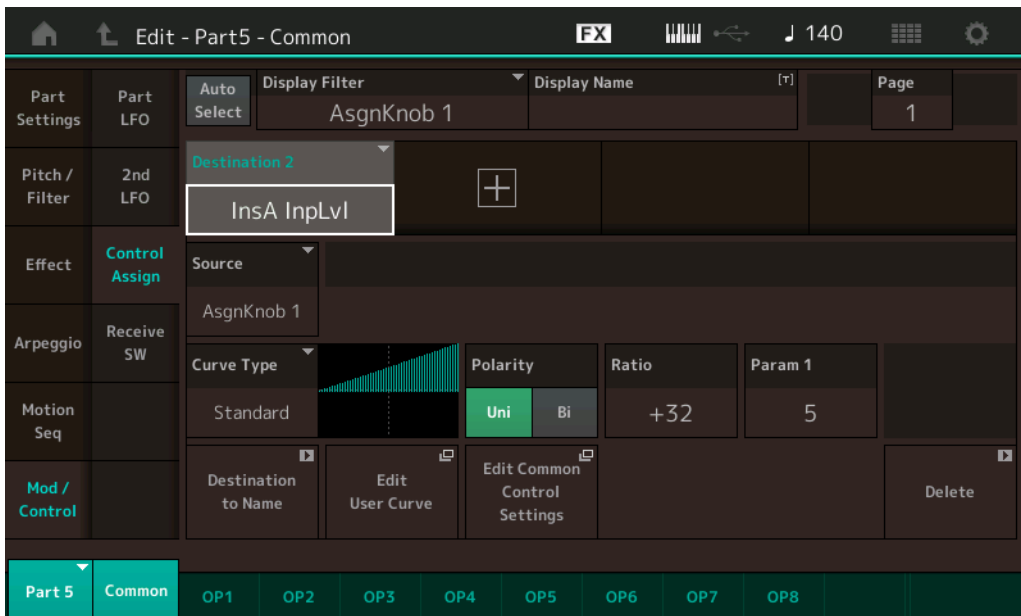 Edit - Part5 - Common
FX
♩ 140
Part
Settings
Part
LFO
Auto
Select
Display Filter
AsgnKnob 1
Display Name
[T]
Page
1
Pitch /
Filter
2nd
LFO
Destination 2
InsA InpLvl
Effect
Control
Assign
Source
AsgnKnob 1
Arpeggio
Receive
SW
Curve Type
Standard
Polarity
Uni
Bi
Ratio
+32
Param 1
5
Motion
Seq
Mod /
Control
Destination
to Name
Edit
User Curve
Edit Common
Control
Settings
Delete
Part 5
Common
OP1
OP2
OP3
OP4
OP5
OP6
OP7
OP8